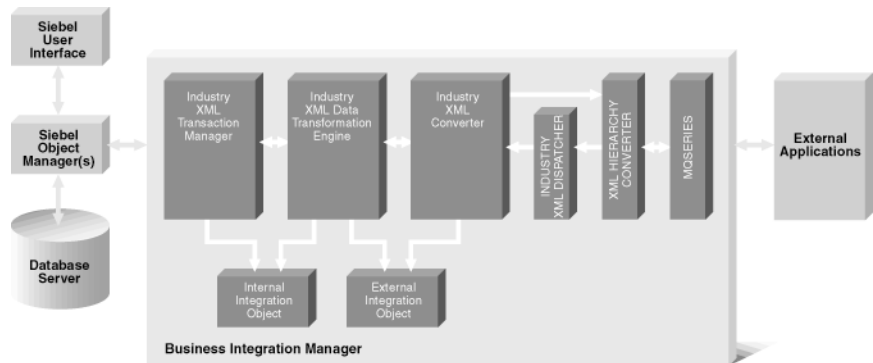 Siebel
User
Interface
Siebel
Object
Manager(s)
Database
Server
Industry
XML
Transaction
Manager
Industry
XML Data
Transformation
Engine
Industry
XML
Converter
INDUSTRY
XML DISPATCHER
XML HIERARCHY
CONVERTER
MQSERIES
External
Applications
Internal
Integration
Object
External
Integration
Object
Business Integration Manager